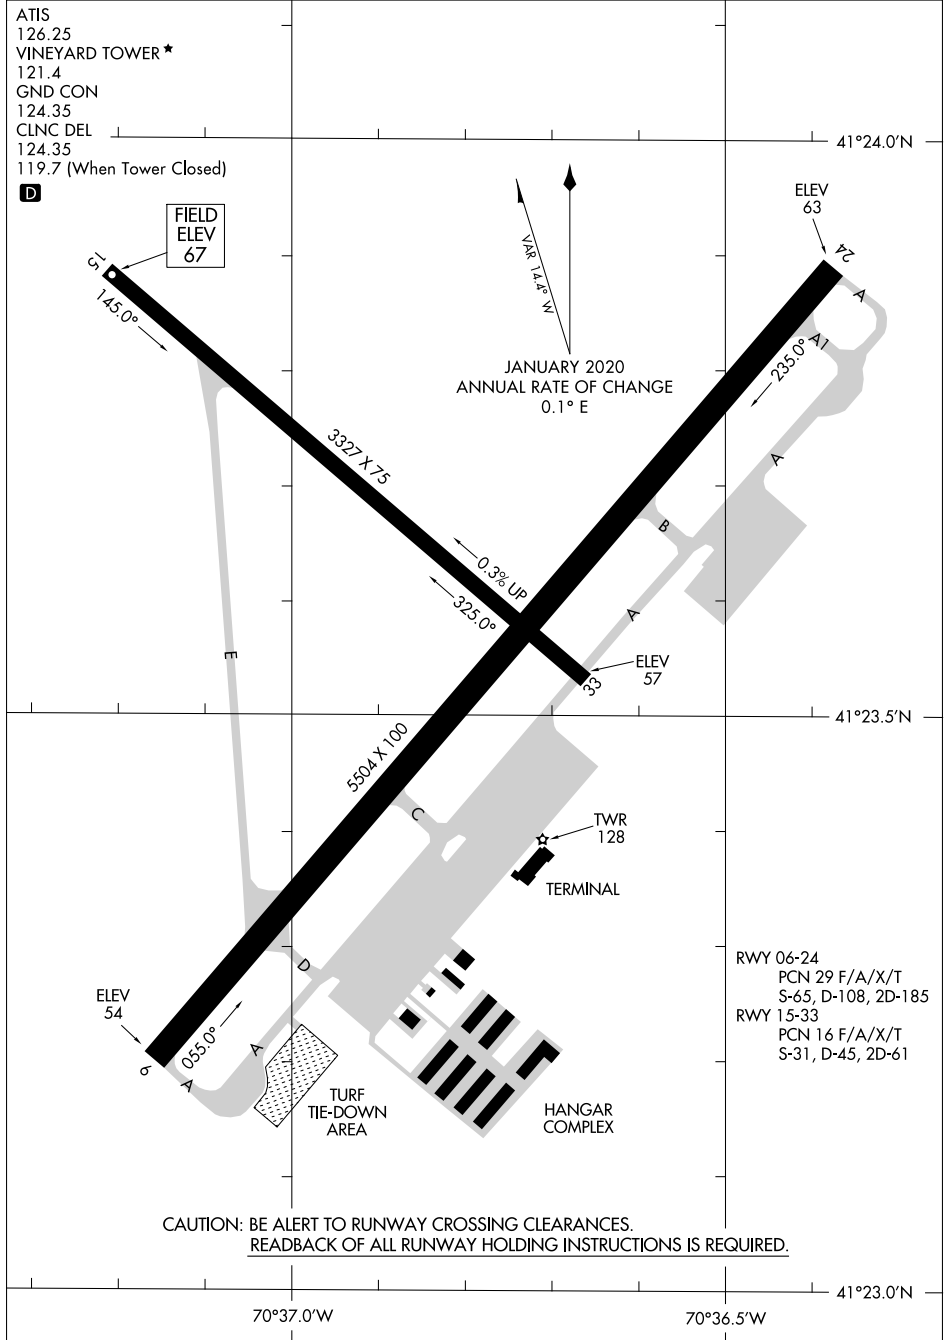 ATIS
126.25
VINEYARD TOWER★
121.4
GND CON
124.35
CLNC DEL
124.35
119.7 (When Tower Closed)
D
41°24.0'N
FIELD
ELEV
67
ELEV
63
15
145.0°
VAR 14.4° W
JANUARY 2020
ANNUAL RATE OF CHANGE
0.1° E
24
A
A1
235.0°
3327 X 75
A
B
0.3% UP
325.0°
A
E
ELEV
57
33
41°23.5'N
5504 X 100
C
TWR
128
TERMINAL
D
RWY 06-24
PCN 29 F/A/X/T
S-65, D-108, 2D-185
RWY 15-33
PCN 16 F/A/X/T
S-31, D-45, 2D-61
ELEV
54
055.0°
6
A
A
TURF
TIE-DOWN
AREA
HANGAR
COMPLEX
CAUTION: BE ALERT TO RUNWAY CROSSING CLEARANCES.
READBACK OF ALL RUNWAY HOLDING INSTRUCTIONS IS REQUIRED.
41°23.0'N
70°37.0'W
70°36.5'W